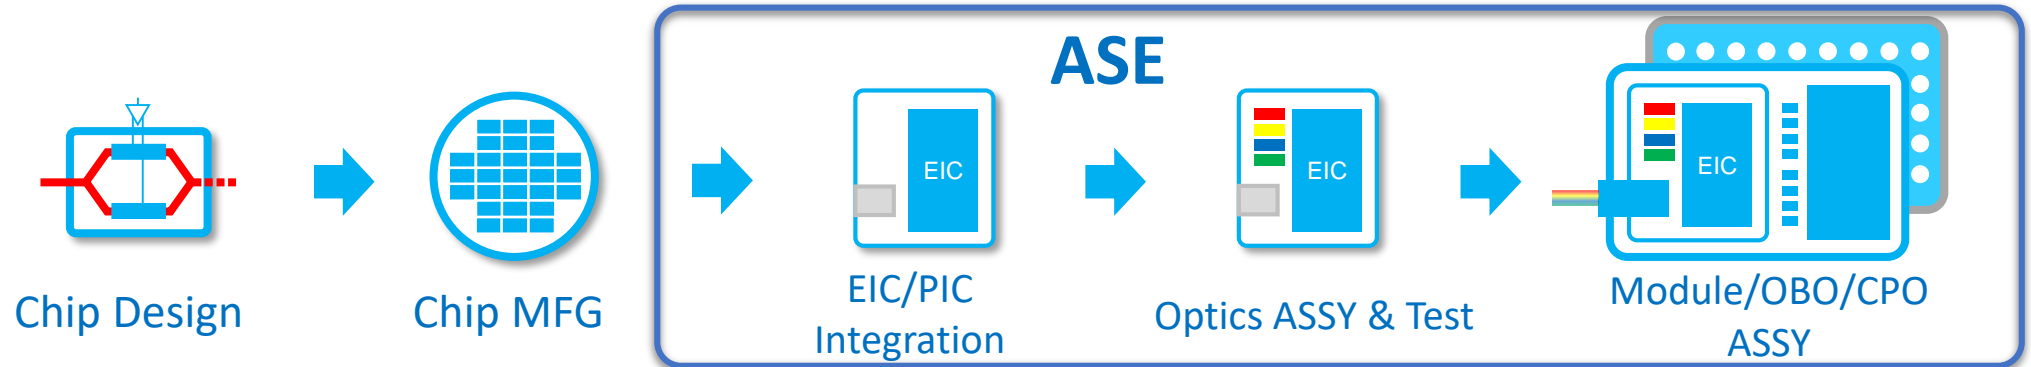 ASE
EIC
EIC
EIC
Chip Design
Chip MFG
EIC/PIC
Integration
Optics ASSY & Test
Module/OBO/CPO
ASSY